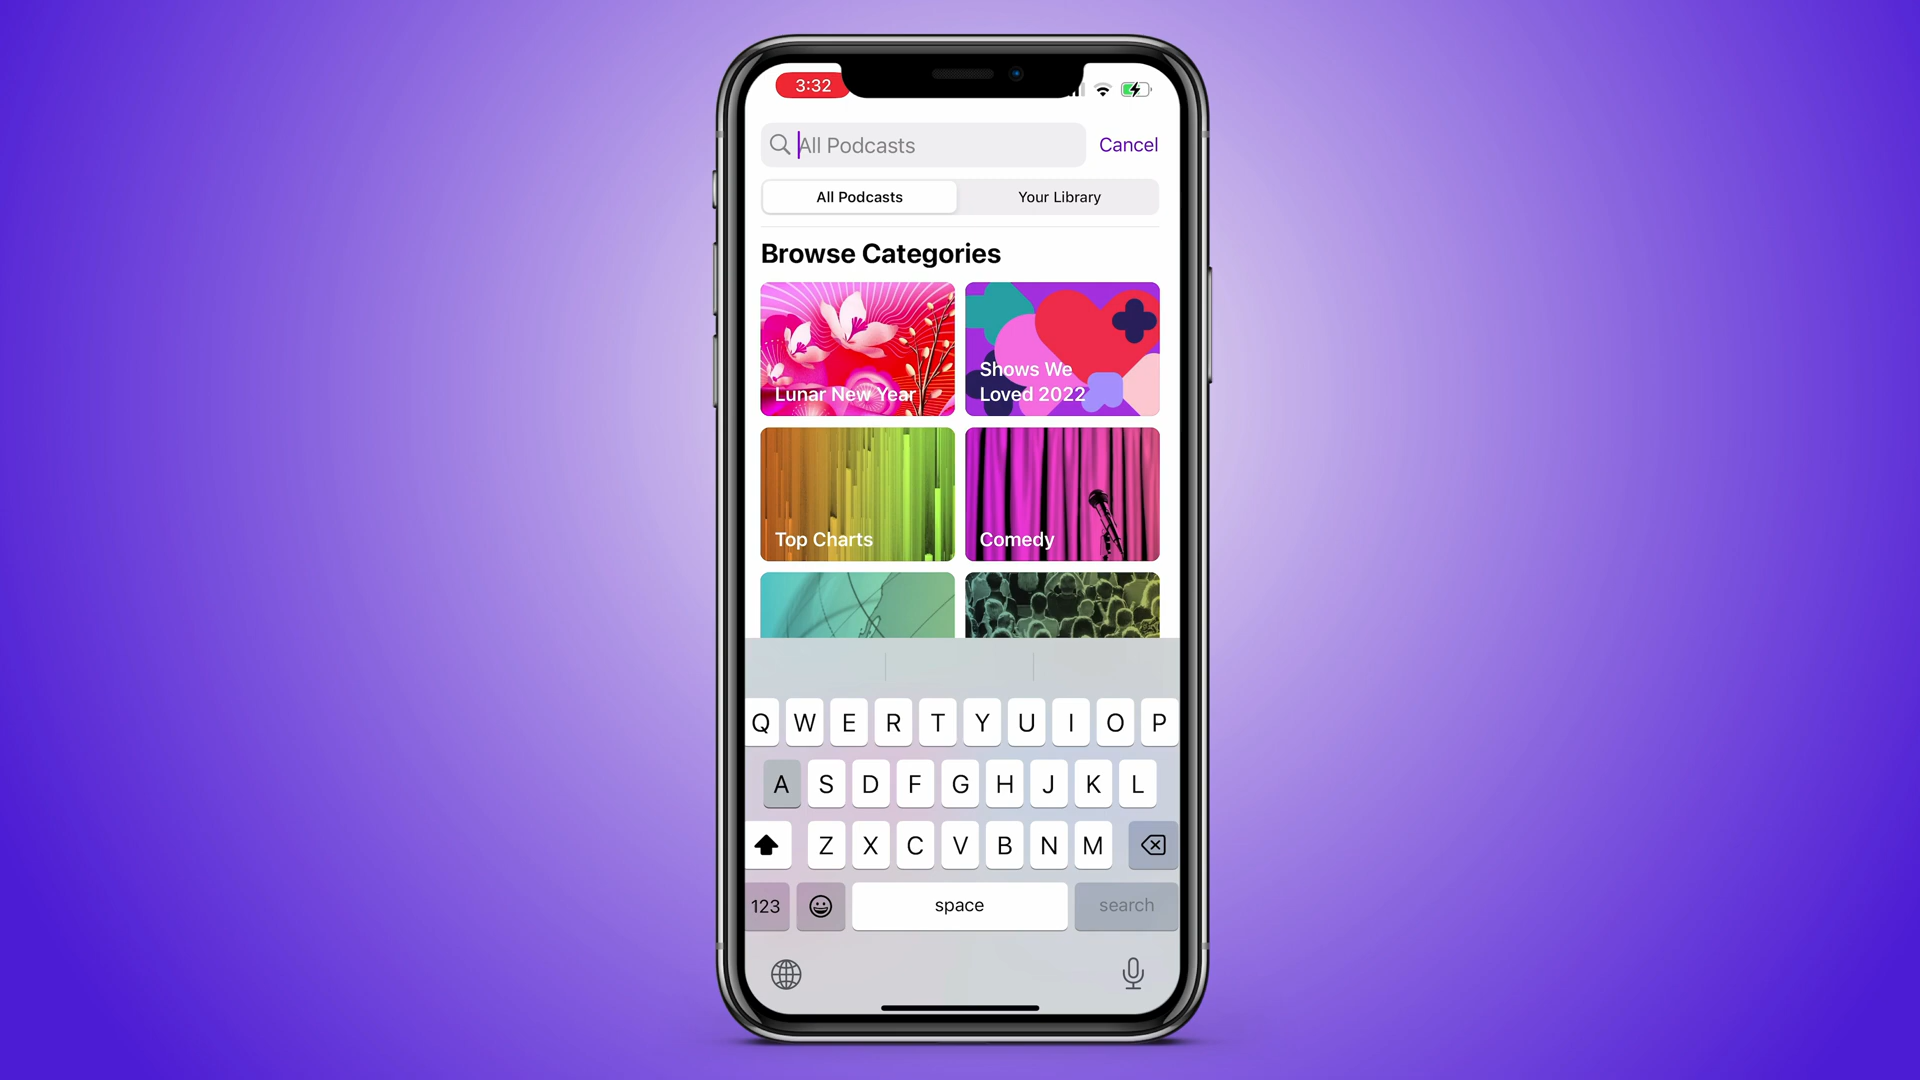 3:32
All Podcasts
Cancel
All Podcasts
Your Library
Browse Categories
Lunar New Year
Shows We
Loved 2022
Top Charts
Comedy
Q W E R T Y U I O P
A S D F G H J K L
Z X C V B N M
123
space
search